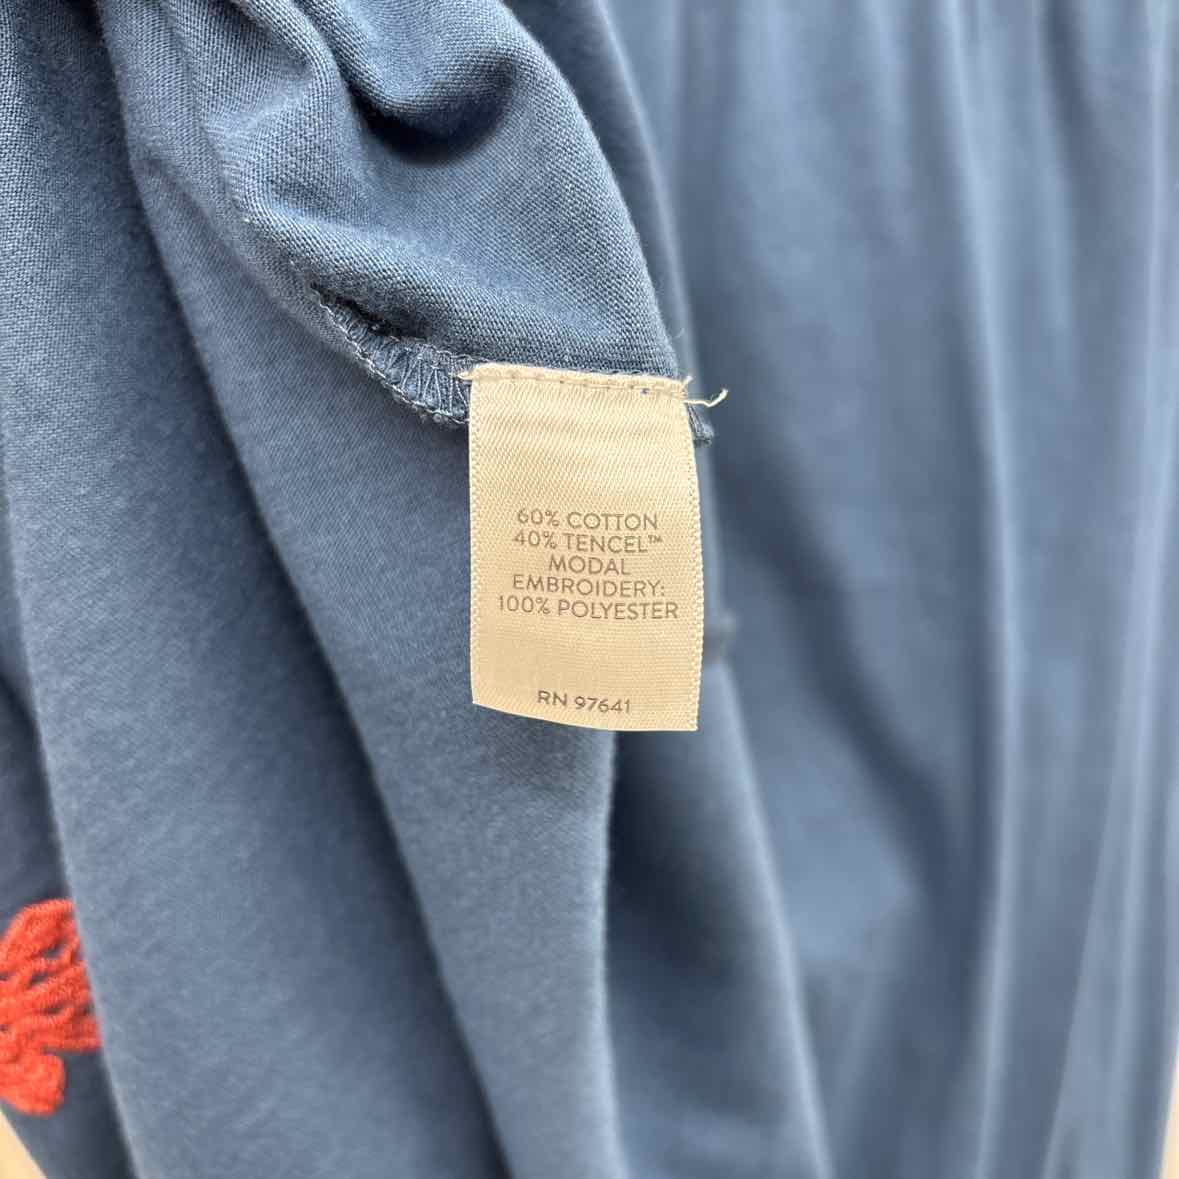 60% COTTON
40% TENCEL™
MODAL
EMBROIDERY:
100% POLYESTER
RN 97641